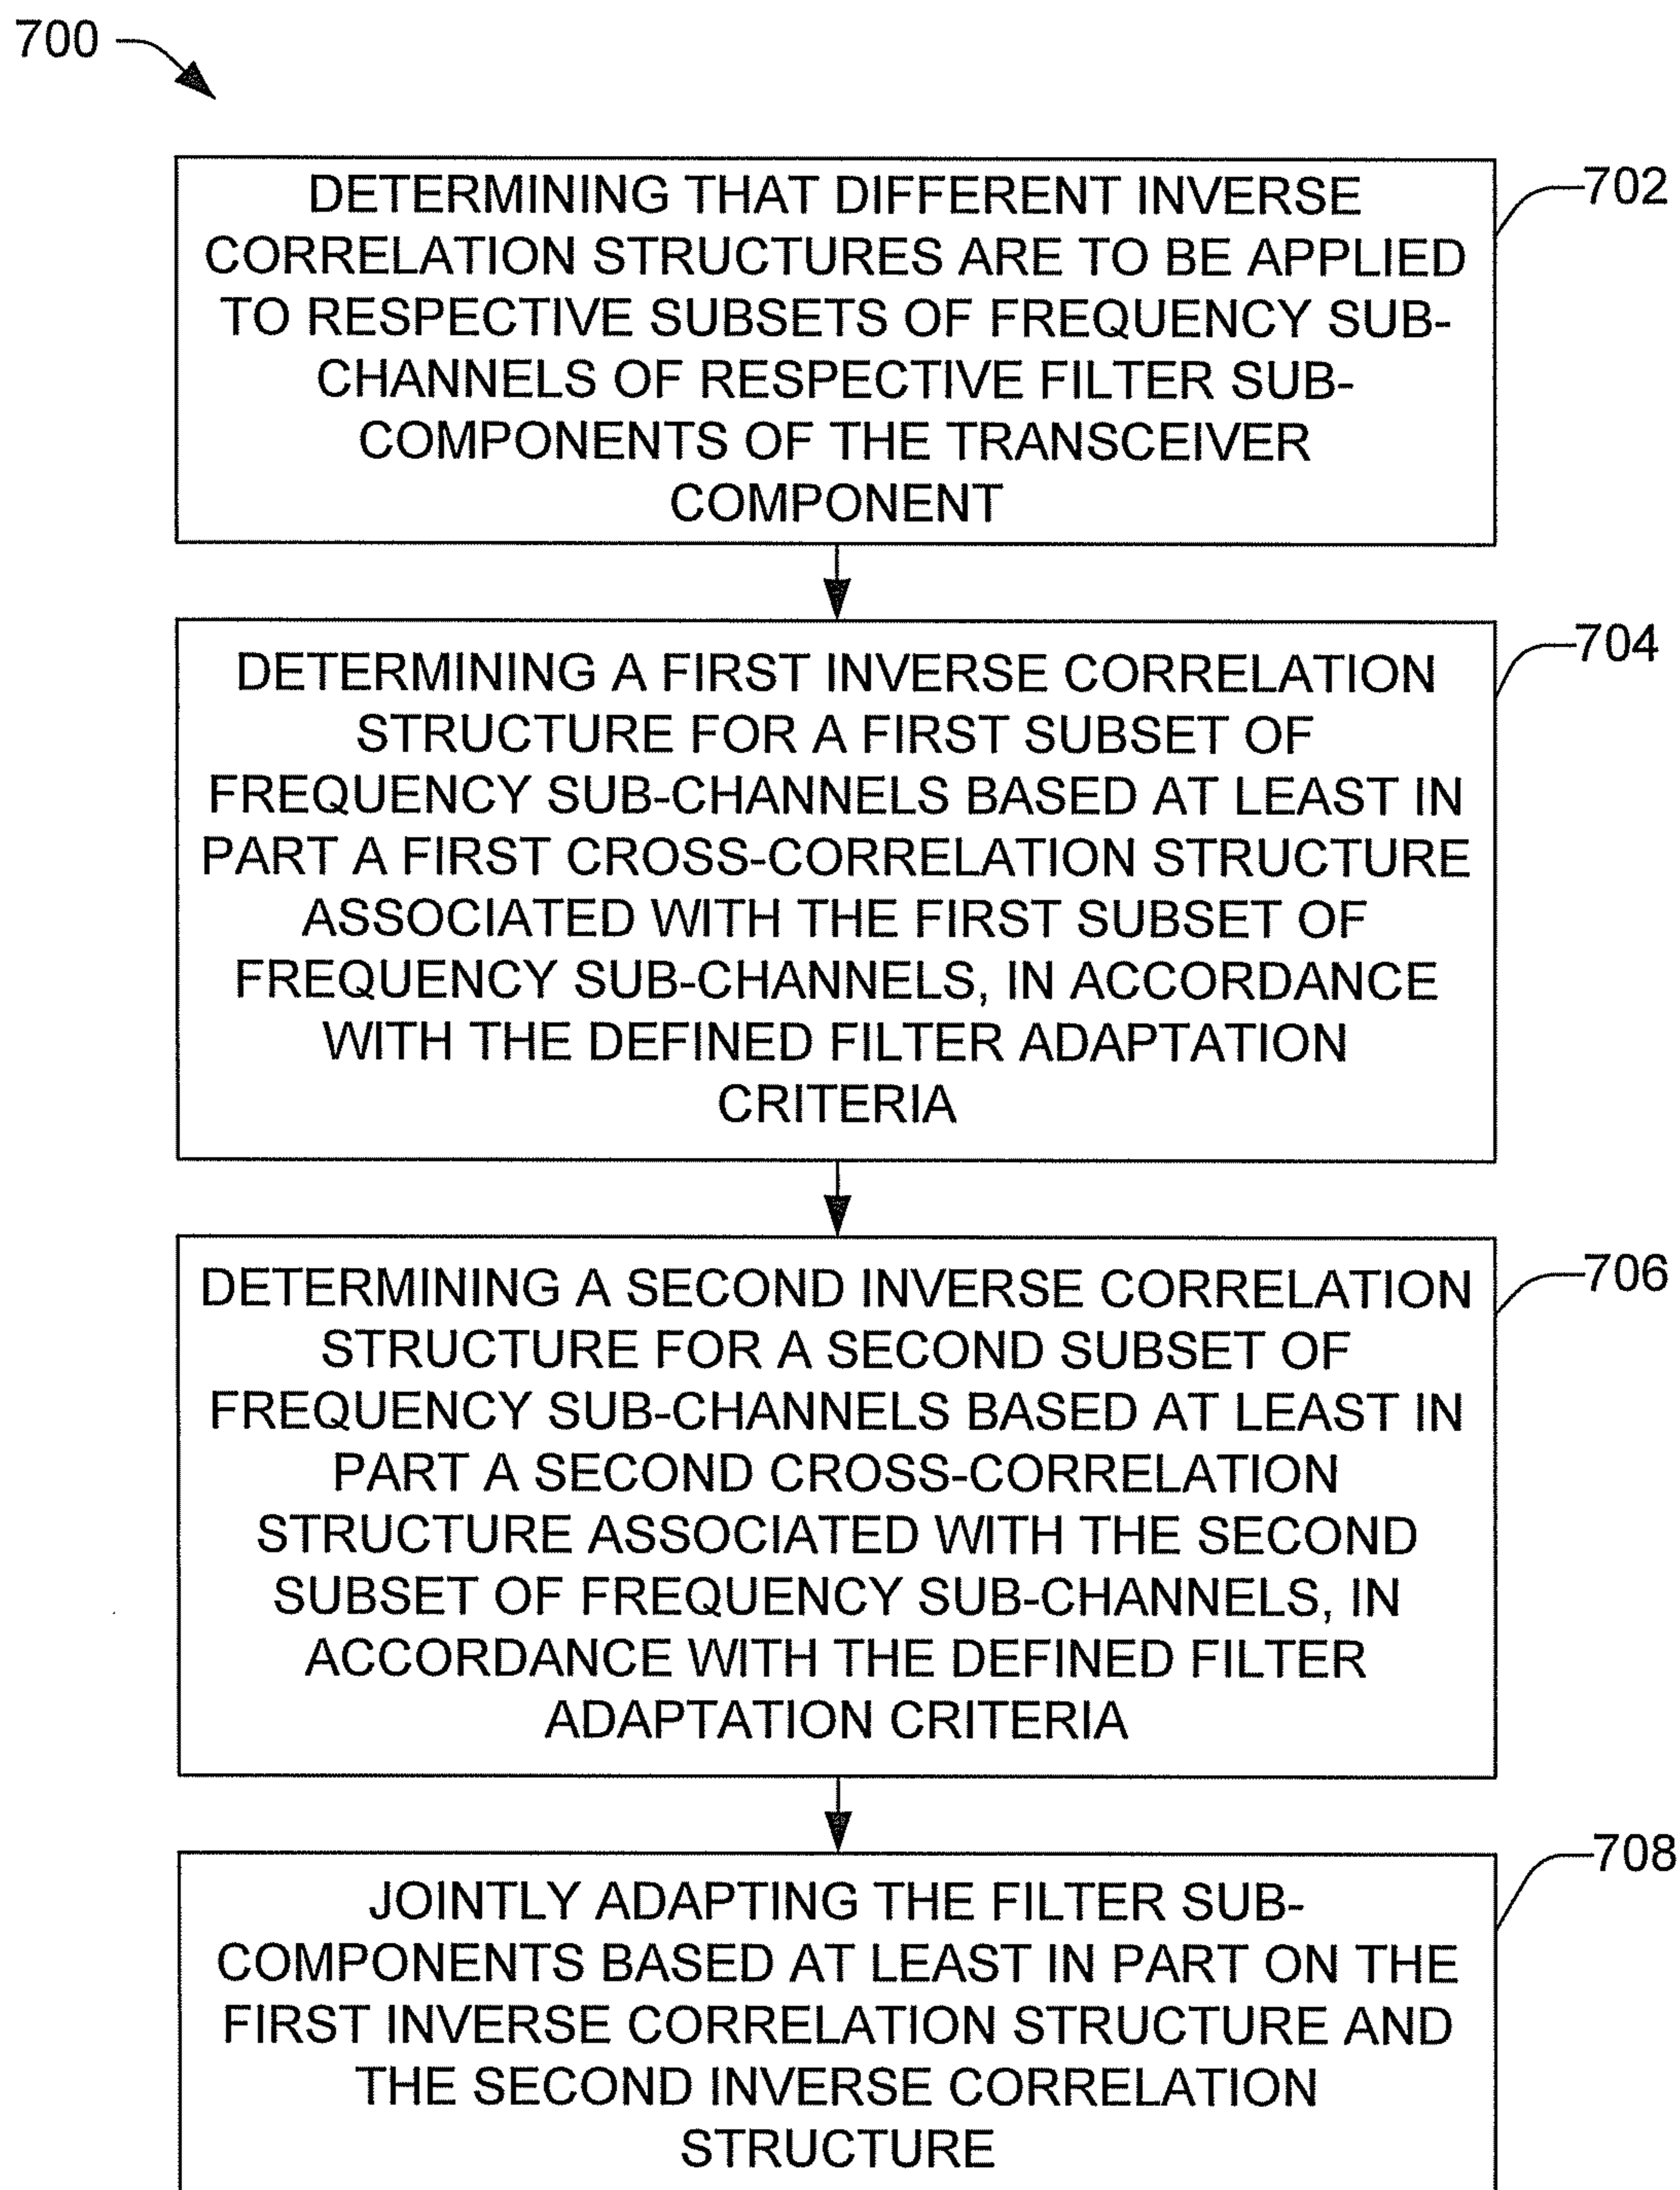 700
DETERMINING THAT DIFFERENT INVERSE
CORRELATION STRUCTURES ARE TO BE APPLIED
TO RESPECTIVE SUBSETS OF FREQUENCY SUB-
CHANNELS OF RESPECTIVE FILTER SUB-
COMPONENTS OF THE TRANSCEIVER
COMPONENT
702
DETERMINING A FIRST INVERSE CORRELATION
STRUCTURE FOR A FIRST SUBSET OF
FREQUENCY SUB-CHANNELS BASED AT LEAST IN
PART A FIRST CROSS-CORRELATION STRUCTURE
ASSOCIATED WITH THE FIRST SUBSET OF
FREQUENCY SUB-CHANNELS, IN ACCORDANCE
WITH THE DEFINED FILTER ADAPTATION
CRITERIA
704
DETERMINING A SECOND INVERSE CORRELATION
STRUCTURE FOR A SECOND SUBSET OF
FREQUENCY SUB-CHANNELS BASED AT LEAST IN
PART A SECOND CROSS-CORRELATION
STRUCTURE ASSOCIATED WITH THE SECOND
SUBSET OF FREQUENCY SUB-CHANNELS, IN
ACCORDANCE WITH THE DEFINED FILTER
ADAPTATION CRITERIA
706
JOINTLY ADAPTING THE FILTER SUB-
COMPONENTS BASED AT LEAST IN PART ON THE
FIRST INVERSE CORRELATION STRUCTURE AND
THE SECOND INVERSE CORRELATION
STRUCTURE
708